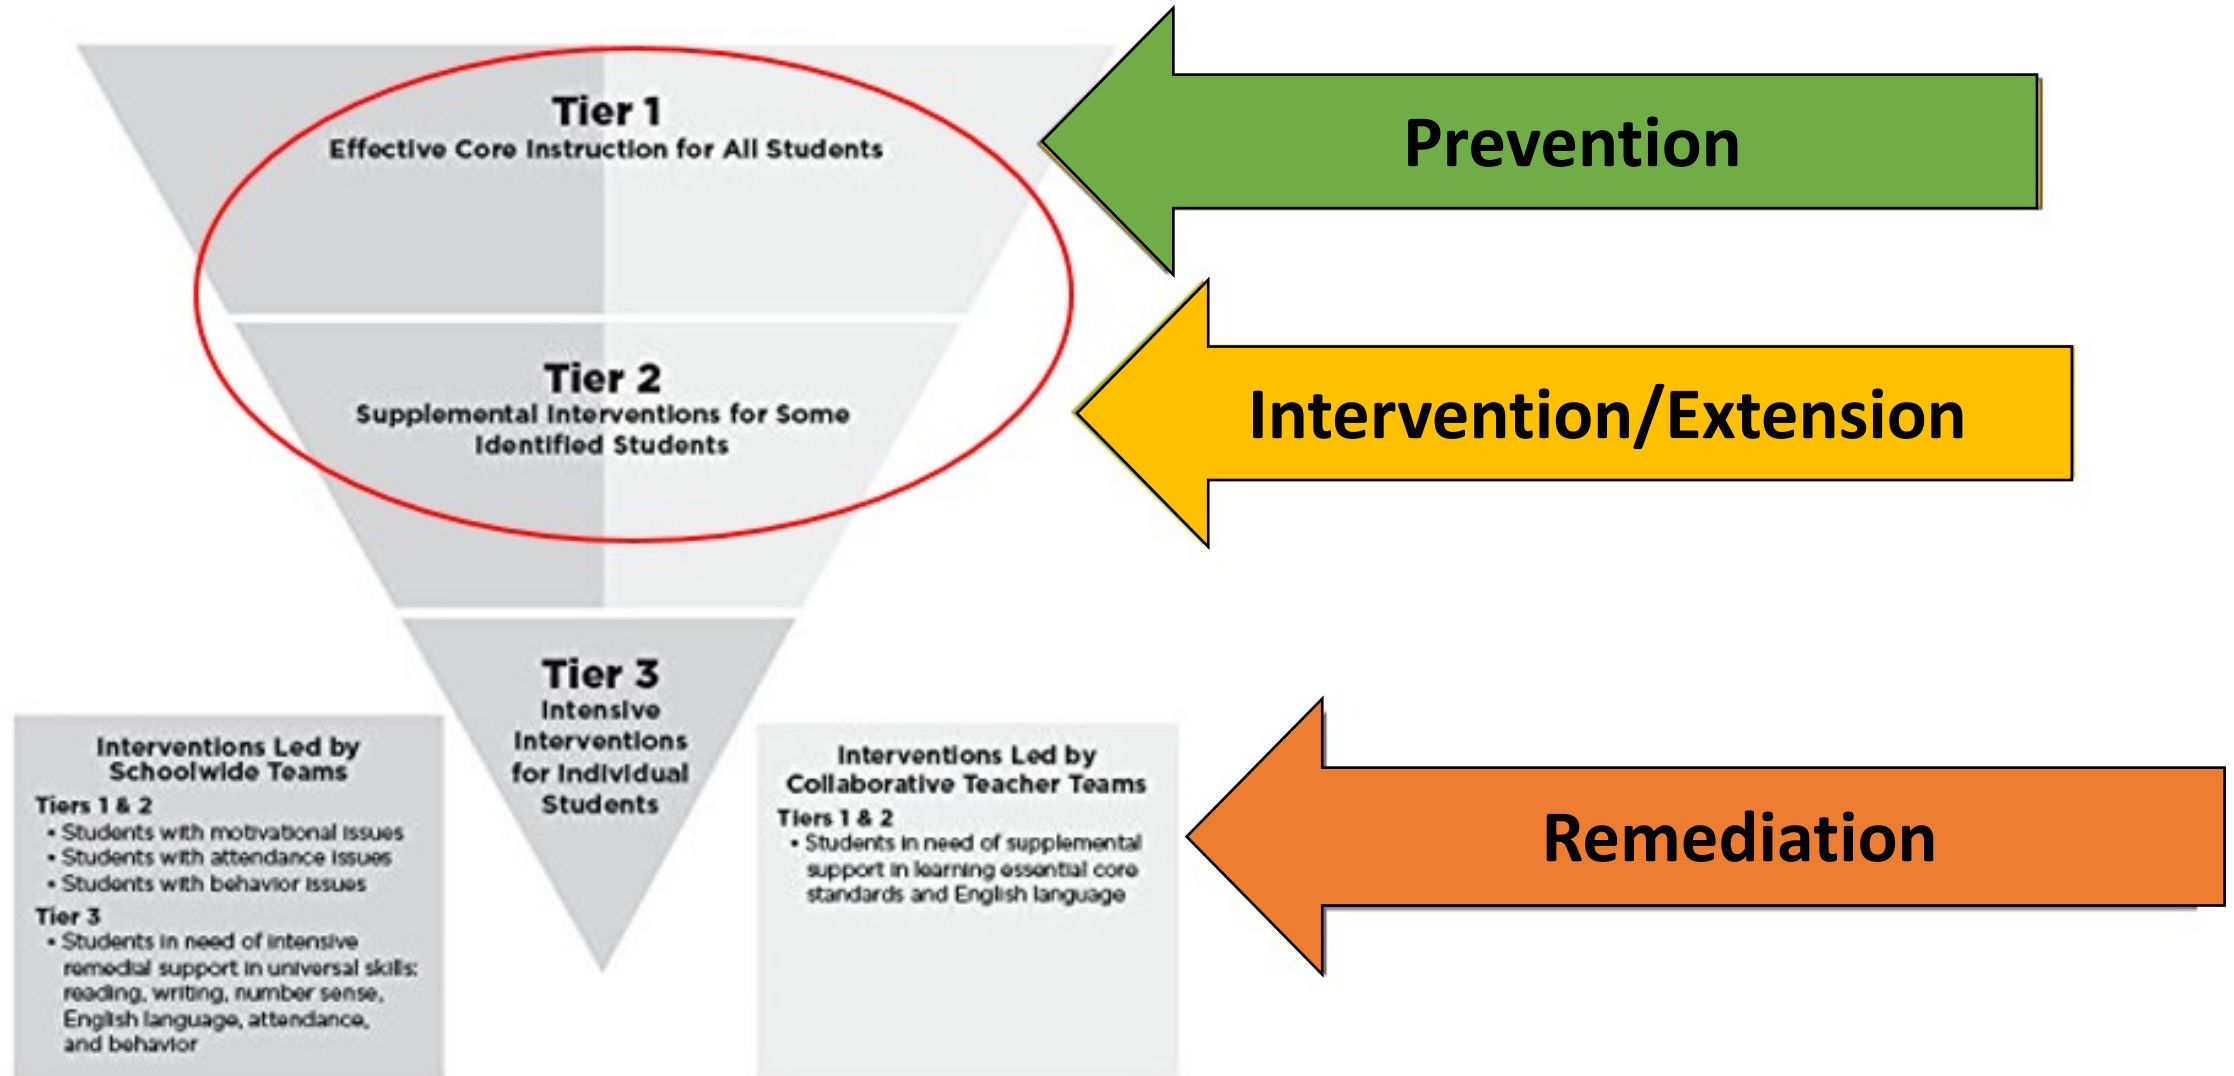 Tier 1
Effective Core Instruction for All Students
Prevention
Tier 2
Supplemental Interventions for Some
Identified Students
Intervention/Extension
Tier 3
Intensive
Interventions
for Individual
Students
Interventions Led by
Schoolwide Teams
Tiers 1 & 2
• Students with motivational issues
• Students with attendance issues
• Students with behavior issues
Tier 3
• Students in need of intensive
remedial support in universal skills:
reading, writing, number sense,
English language, attendance,
and behavior
Interventions Led by
Collaborative Teacher Teams
Tiers 1 & 2
• Students in need of supplemental
support in learning essential core
standards and English language
Remediation